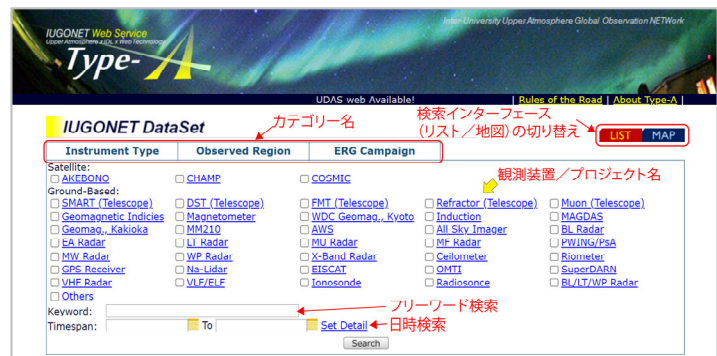 Inter-University Upper Atmosphere Global Observation NETWork
IUGONET Web Service
Upper Atmosphere x IDL x Web Technology
Type-A
UDAS web Available!
| Rules of the Road | About Type-A |
IUGONET DataSet
カテゴリー名
検索インターフェース
(リスト／地図)の切り替え
LIST MAP
Instrument Type Observed Region ERG Campaign
Satellite:
AKEBONO CHAMP COSMIC
観測装置／プロジェクト名
Ground-Based:
SMART (Telescope) DST (Telescope) FMT (Telescope) Refractor (Telescope) Muon (Telescope)
Geomagnetic Indicies Magnetometer WDC Geomag., Kyoto Induction MAGDAS
Geomag., Kakioka MM210 AWS All Sky Imager BL Radar
EA Radar LT Radar MU Radar MF Radar PWING/PsA
MW Radar WP Radar X-Band Radar Ceilometer Riometer
GPS Receiver Na-Lidar EISCAT OMTI SuperDARN
VHF Radar VLF/ELF Ionosonde Radiosonce BL/LT/WP Radar
Others
Keyword: フリーワード検索
Timespan: To Set Detail 日時検索
Search